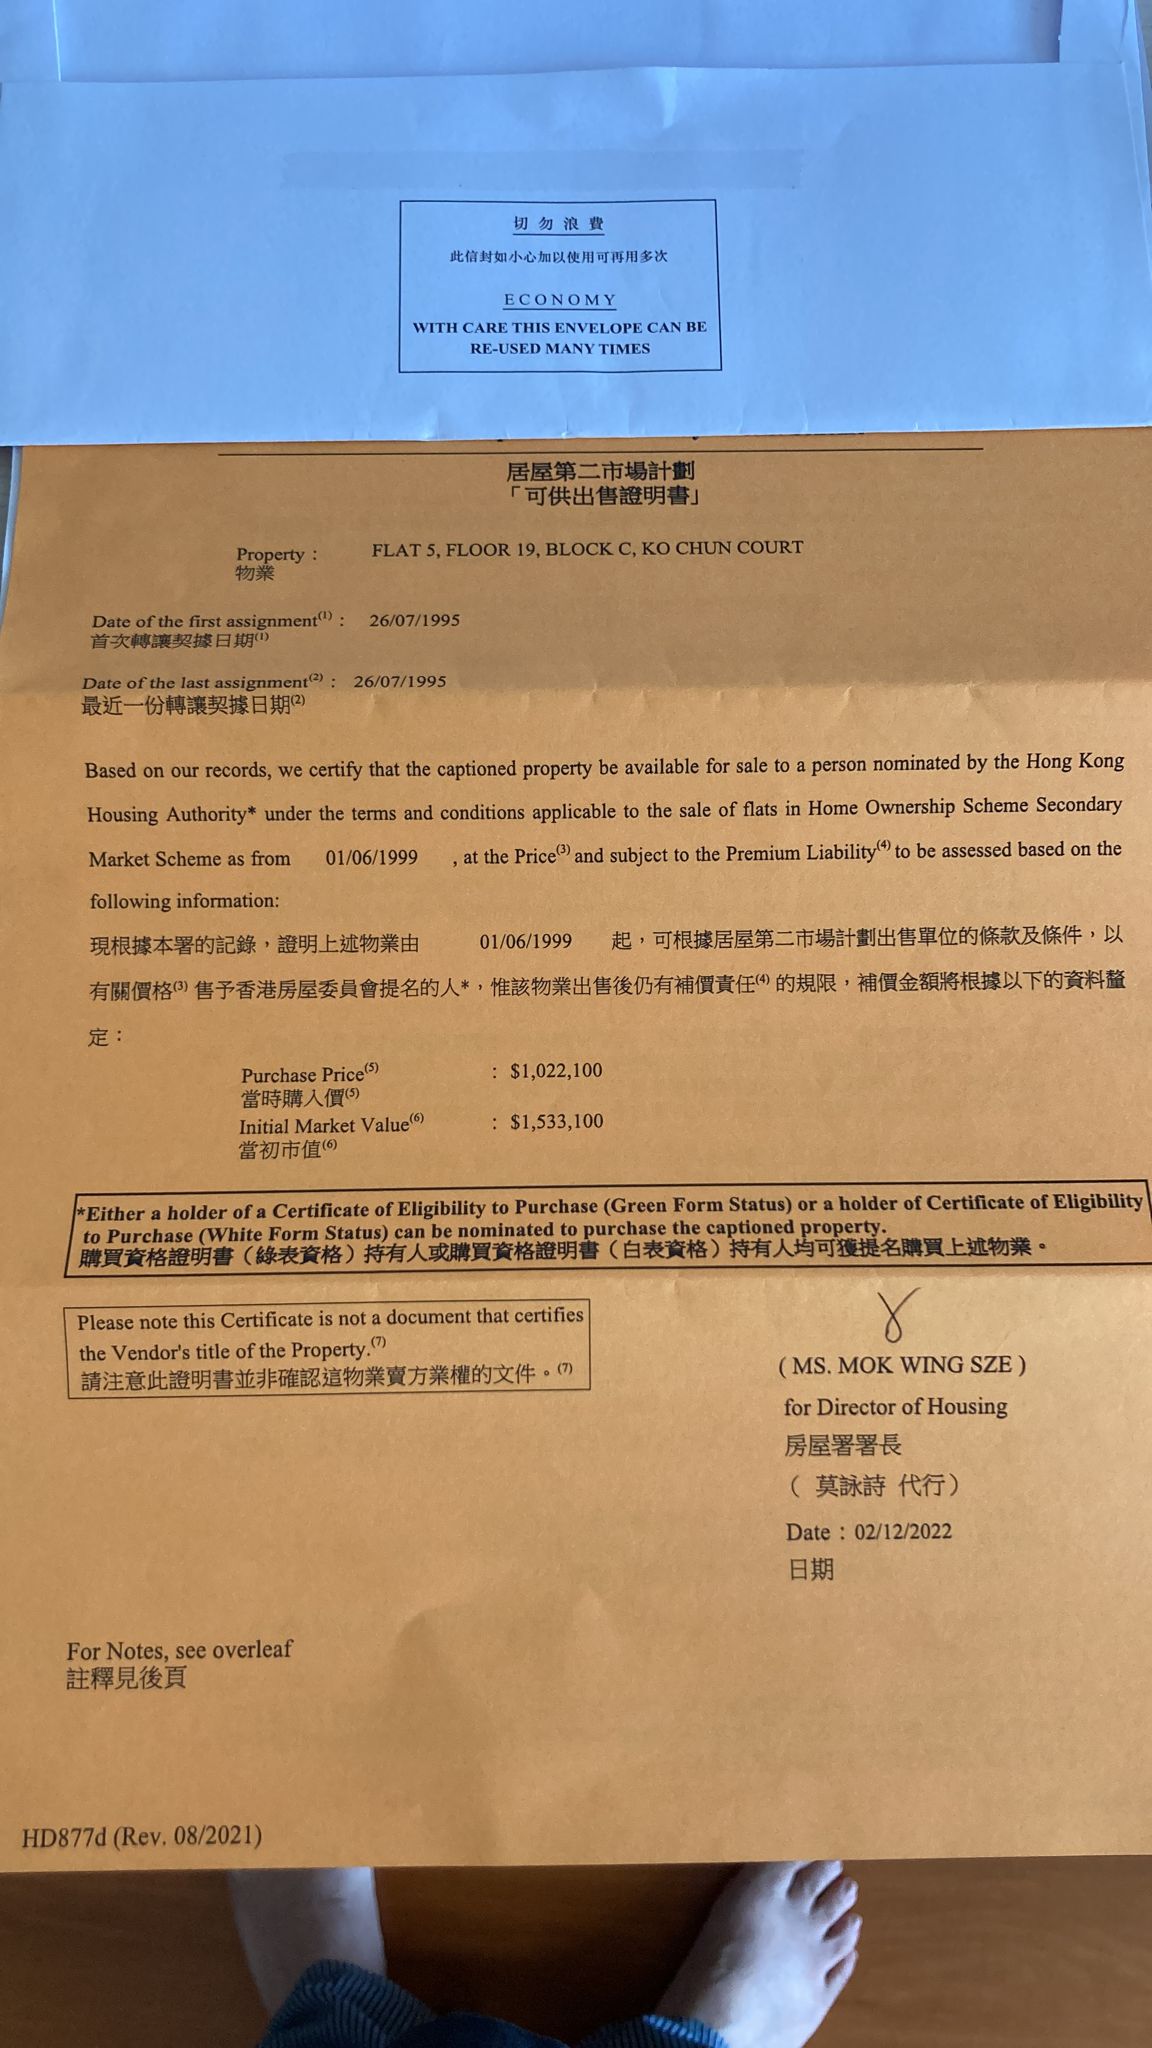 切勿浪費
此信封如小心加以使用可再用多次
ECONOMY
WITH CARE THIS ENVELOPE CAN BE
RE-USED MANY TIMES
居屋第二市場計劃
「可供出售證明書」
Property : FLAT 5, FLOOR 19, BLOCK C, KO CHUN COURT
物業
Date of the first assignment(1) : 26/07/1995
首次轉讓契據日期(1)
Date of the last assignment(2) : 26/07/1995
最近一份轉讓契據日期(2)
Based on our records, we certify that the captioned property be available for sale to a person nominated by the Hong Kong
Housing Authority* under the terms and conditions applicable to the sale of flats in Home Ownership Scheme Secondary
Market Scheme as from 01/06/1999 , at the Price(3) and subject to the Premium Liability(4) to be assessed based on the
following information:
現根據本署的記錄，證明上述物業由 01/06/1999 起，可根據居屋第二市場計劃出售單位的條款及條件，以
有關價格(3) 售予香港房屋委員會提名的人*，惟該物業出售後仍有補價責任(4) 的規限，補價金額將根據以下的資料釐
定：
Purchase Price(5) : $1,022,100
當時購入價(5)
Initial Market Value(6) : $1,533,100
當初市值(6)
*Either a holder of a Certificate of Eligibility to Purchase (Green Form Status) or a holder of Certificate of Eligibility
to Purchase (White Form Status) can be nominated to purchase the captioned property.
購買資格證明書（綠表資格）持有人或購買資格證明書（白表資格）持有人均可獲提名購買上述物業。
Please note this Certificate is not a document that certifies
the Vendor's title of the Property.(7)
請注意此證明書並非確認這物業賣方業權的文件。(7)
( MS. MOK WING SZE )
for Director of Housing
房屋署署長
（ 莫詠詩 代行）
Date : 02/12/2022
日期
For Notes, see overleaf
註釋見後頁
HD877d (Rev. 08/2021)